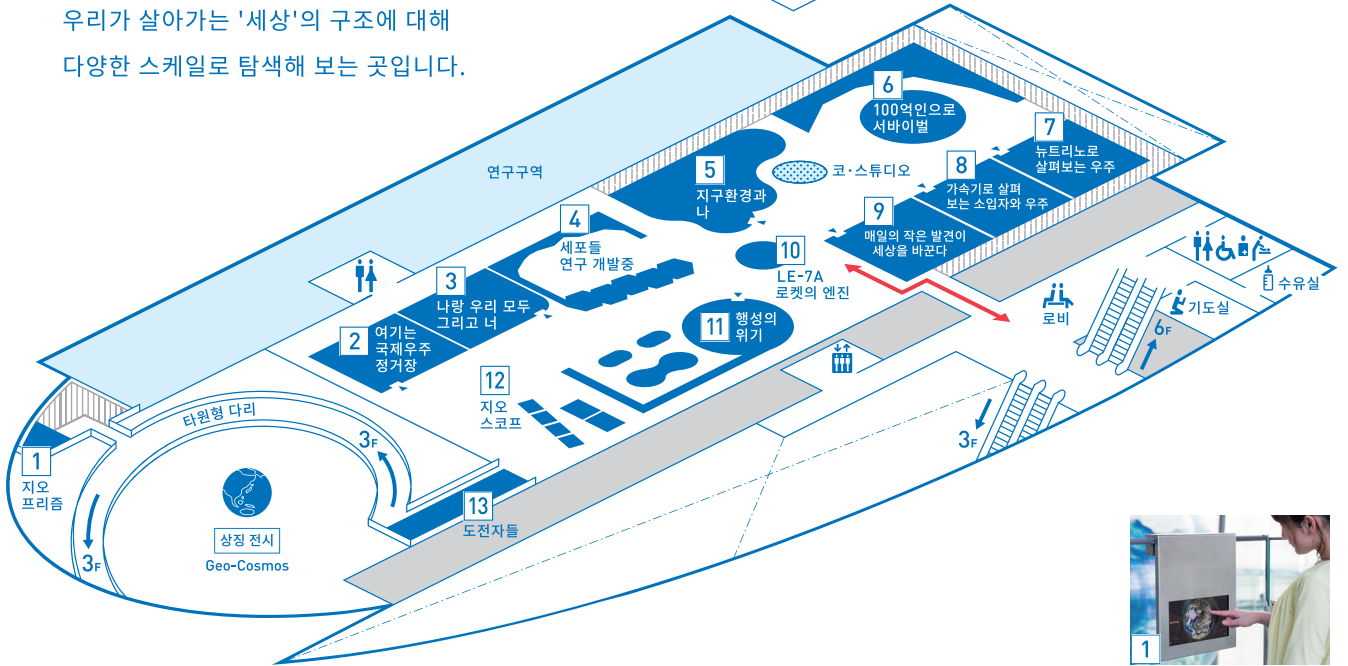 우리가 살아가는 '세상'의 구조에 대해
다양한 스케일로 탐색해 보는 곳입니다.
6
100억인으로
서바이벌
7
뉴트리노로
살펴보는 우주
5
지구환경과
나
코·스튜디오
8
가속기로 살펴
보는 소립자와 우주
연구구역
9
매일의 작은 발견이
세상을 바꾼다
4
세포들
연구 개발중
10
LE-7A
로켓의 엔진
수유실
기도실
로비
6F
3
나랑 우리 모두
그리고 너
2
여기는
국제우주
정거장
11
행성의
위기
12
지오
스코프
3F
타원형 다리
3F
1
지오
프리즘
13
도전자들
상징 전시
Geo-Cosmos
3F
1